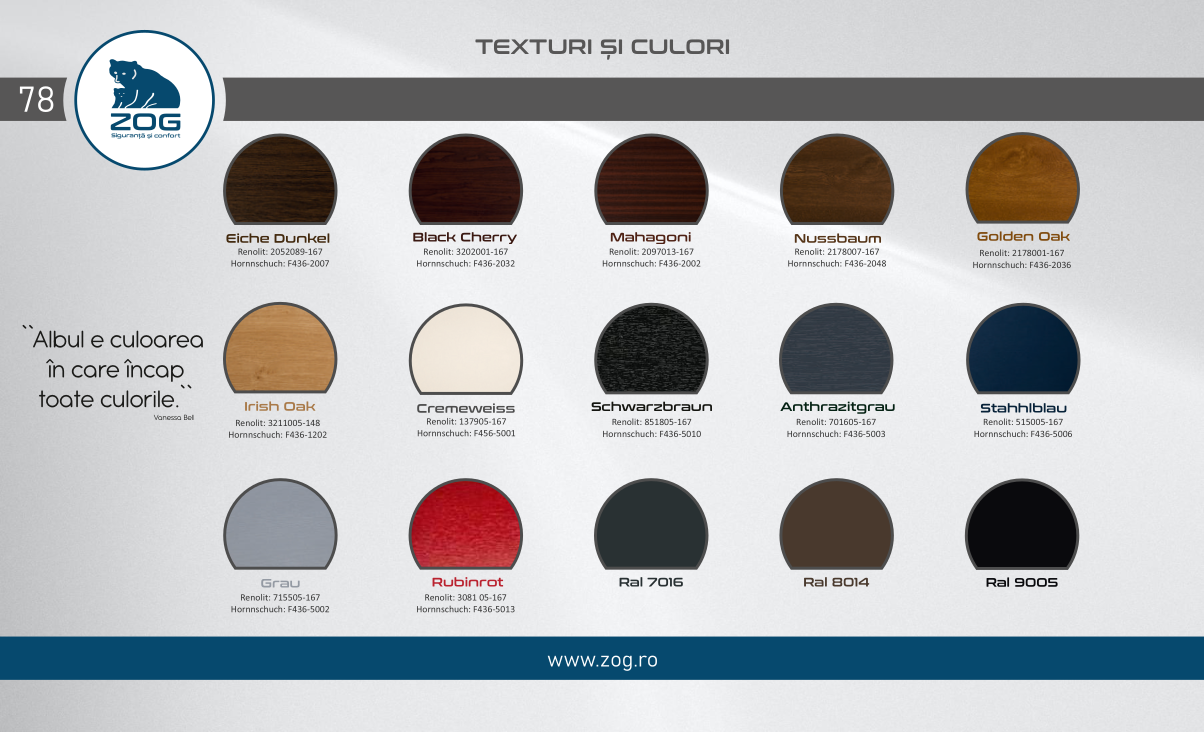 TEXTURI ȘI CULORI
78
ZOG
Siguranță și confort
Eiche Dunkel
Renolit: 2052089-167
Hornnschuch: F436-2007
Black Cherry
Renolit: 3202001-167
Hornnschuch: F436-2032
Mahagoni
Renolit: 2097013-167
Hornnschuch: F436-2002
Nussbaum
Renolit: 2178007-167
Hornnschuch: F436-2048
Golden Oak
Renolit: 2178001-167
Hornnschuch: F436-2036
``Albul e culoarea
în care încap
toate culorile.``
Vanessa Bell
Irish Oak
Renolit: 3211005-148
Hornnschuch: F436-1202
Cremeweiss
Renolit: 137905-167
Hornnschuch: F456-5001
Schwarzbraun
Renolit: 851805-167
Hornnschuch: F436-5010
Anthrazitgrau
Renolit: 701605-167
Hornnschuch: F436-5003
Stahhlblau
Renolit: 515005-167
Hornnschuch: F436-5006
Grau
Renolit: 715505-167
Hornnschuch: F436-5002
Rubinrot
Renolit: 3081 05-167
Hornnschuch: F436-5013
Ral 7016
Ral 8014
Ral 9005
www.zog.ro